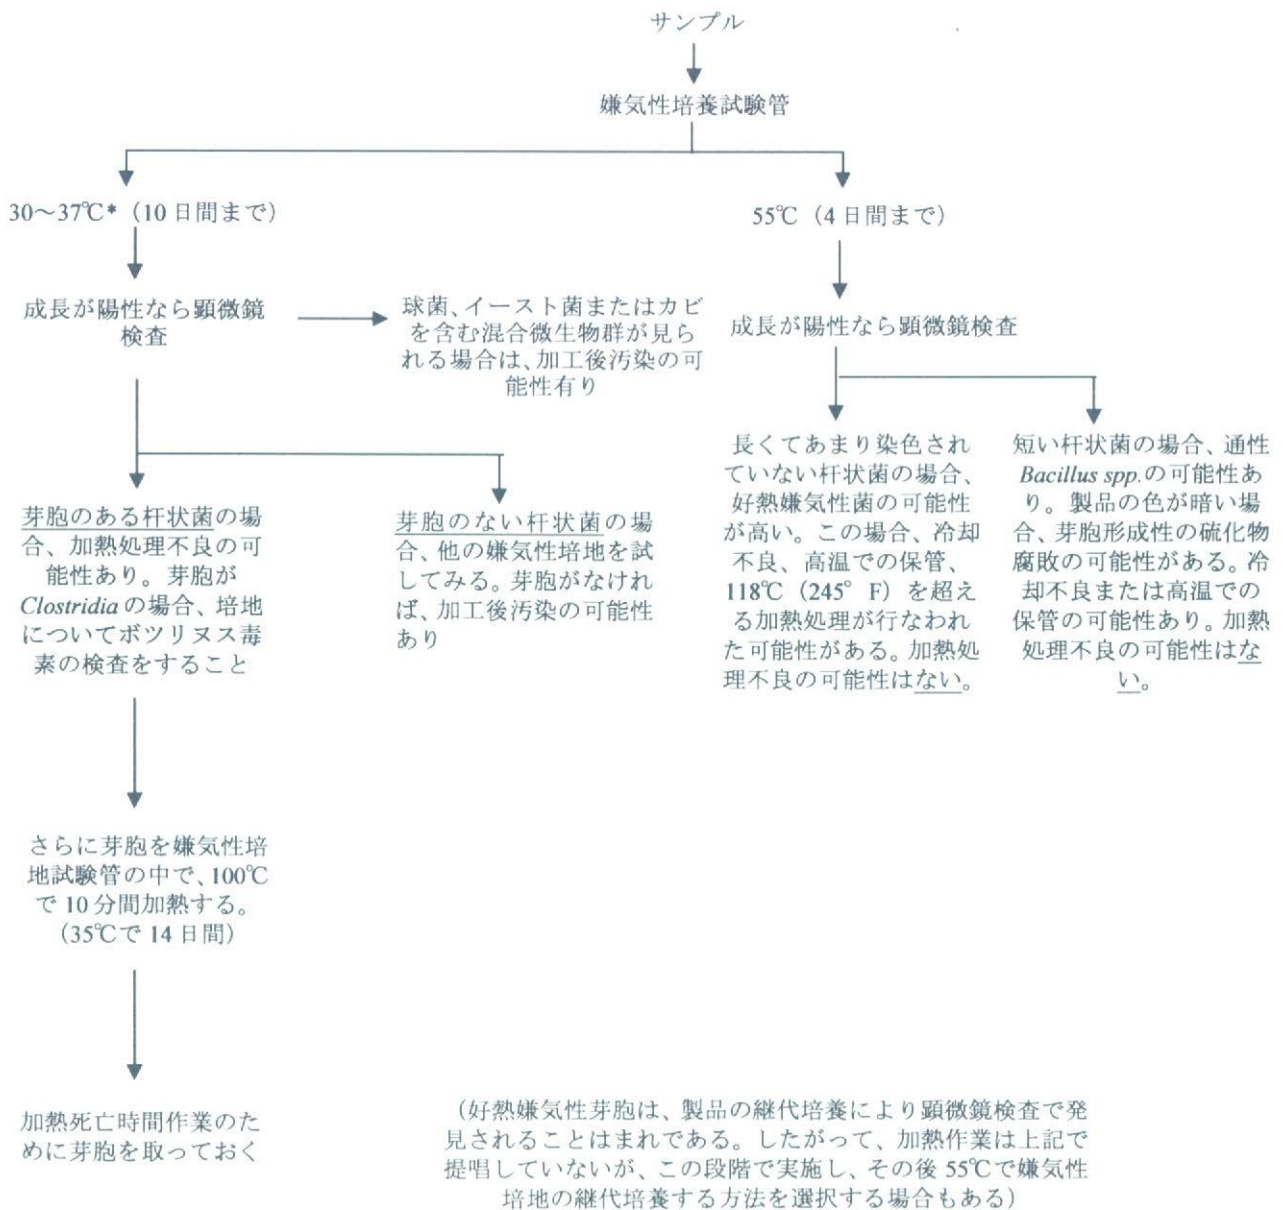 サンプル
嫌気性培養試験管
30～37℃*（10日間まで）
55℃（4日間まで）
成長が陽性なら顕微鏡
検査
球菌、イースト菌またはカビ
を含む混合微生物群が見ら
れる場合は、加工後汚染の可
能性有り
成長が陽性なら顕微鏡検査
芽胞のある杆状菌の場
合、加熱処理不良の可
能性あり。芽胞が
Clostridiaの場合、培地
についてボツリヌス毒
素の検査をすること
芽胞のない杆状菌の場
合、他の嫌気性培地を試
してみる。芽胞がなけれ
ば、加工後汚染の可能性
あり
長くてあまり染色され
ていない杆状菌の場合、
好熱嫌気性菌の可能性
が高い。この場合、冷却
不良、高温での保管、
118℃（245°F）を超え
る加熱処理が行なわれ
た可能性がある。加熱処
理不良の可能性はない。
短い杆状菌の場合、通性
Bacillus spp.の可能性あ
り。製品の色が暗い場
合、芽胞形成性の硫化物
腐敗の可能性がある。冷
却不良または高温での
保管の可能性あり。加熱
処理不良の可能性はな
い。
さらに芽胞を嫌気性培
地試験管の中で、100℃
で10分間加熱する。
（35℃で14日間）
加熱死亡時間作業のた
めに芽胞を取っておく
（好熱嫌気性芽胞は、製品の継代培養により顕微鏡検査で発
見されることはまれである。したがって、加熱作業は上記で
提唱していないが、この段階で実施し、その後55℃で嫌気性
培地の継代培養する方法を選択する場合もある）